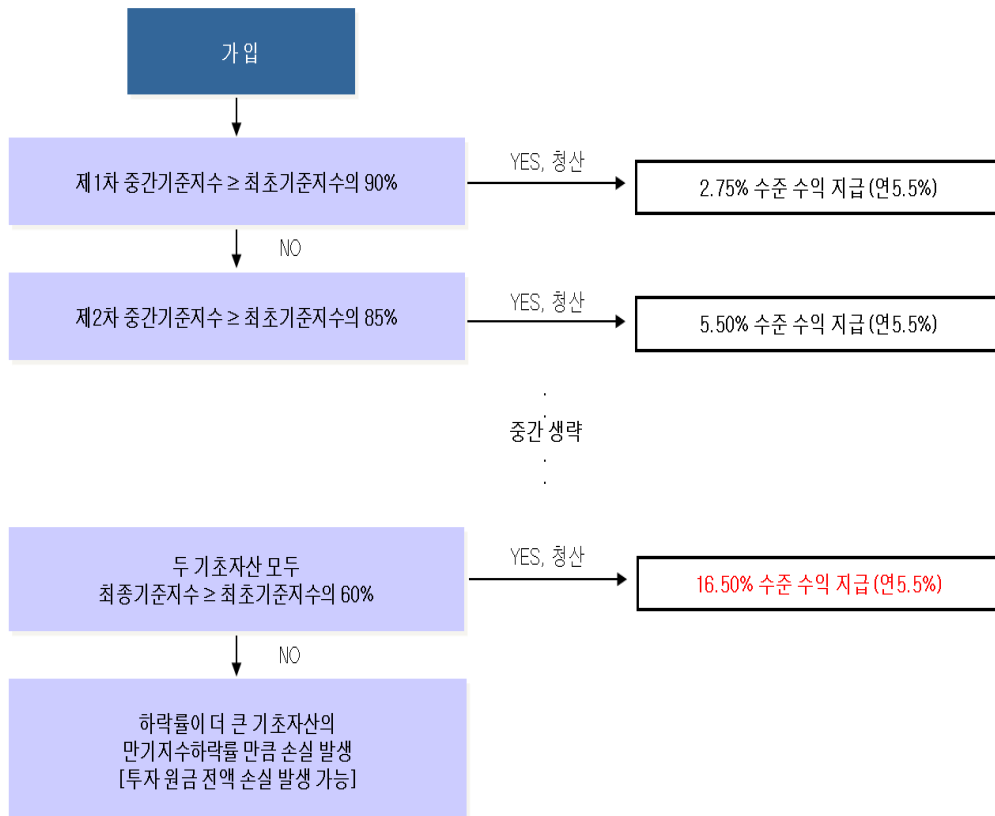 가 입
제1차 중간기준지수 ≥ 최초기준지수의 90%
YES, 청산
2.75% 수준 수익 지급 (연5.5%)
NO
제2차 중간기준지수 ≥ 최초기준지수의 85%
YES, 청산
5.50% 수준 수익 지급 (연5.5%)
.
.
중간 생략
.
.
두 기초자산 모두
최종기준지수 ≥ 최초기준지수의 60%
YES, 청산
16.50% 수준 수익 지급 (연5.5%)
NO
하락률이 더 큰 기초자산의
만기지수하락률 만큼 손실 발생
[투자 원금 전액 손실 발생 가능]